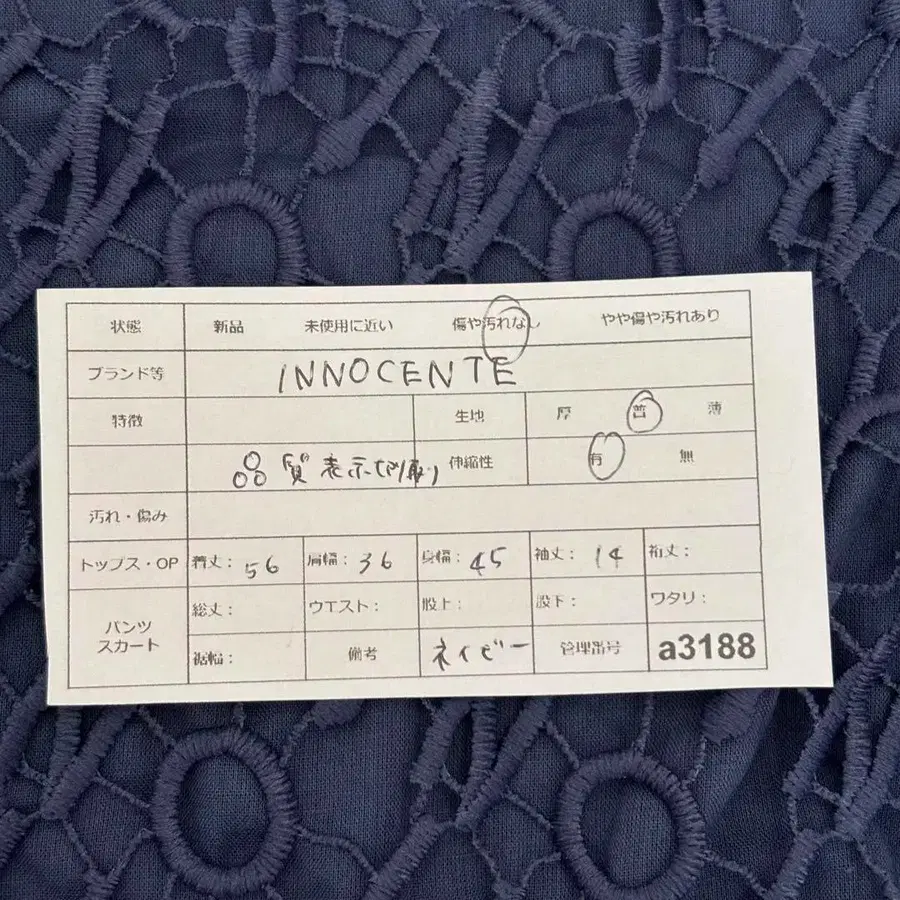 状態 新品 未使用に近い 傷や汚れなし やや傷や汚れあり
ブランド等 INNOCENTE
特徴 生地 厚 普 薄
品質表示切り取り 伸縮性 有 無
汚れ・傷み
トップス・OP 着丈: 56 肩幅: 36 身幅: 45 袖丈: 14 裄丈:
パンツ スカート 総丈: ウエスト: 股上: 股下: ワタリ:
裾幅: 備考 ネイビー 管理番号 a3188